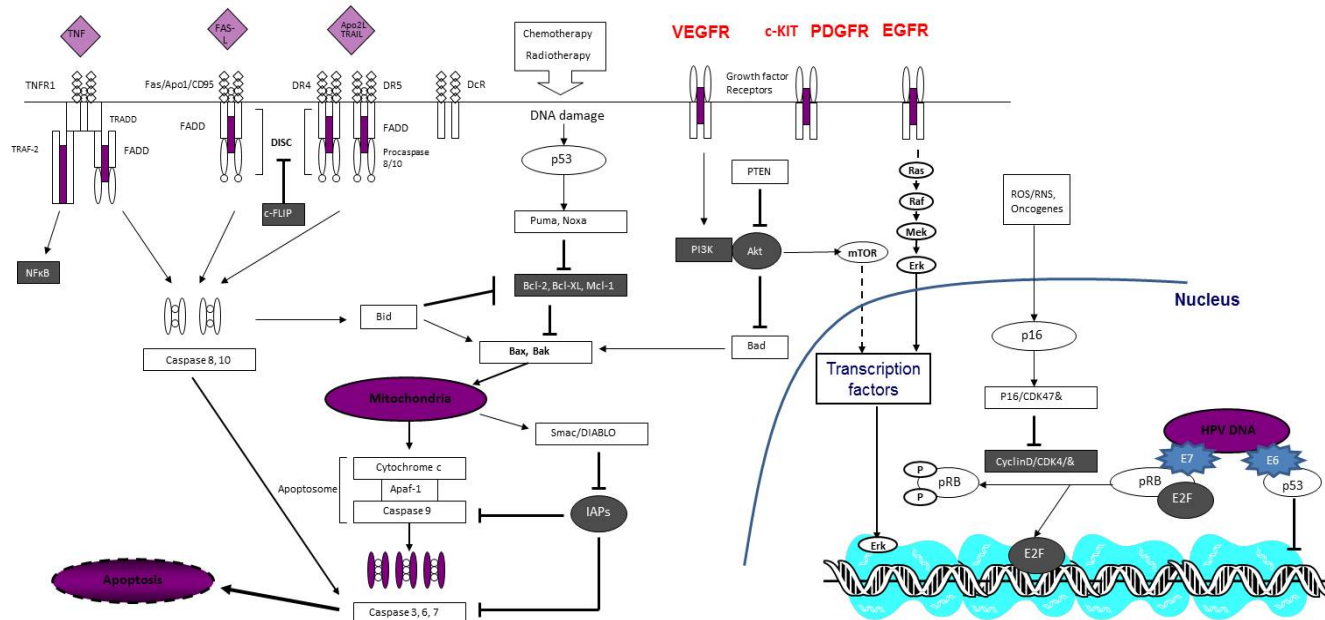 TNF
FAS-
L
Apo2L
TRAIL
Chemotherapy
Radiotherapy
VEGFR
c-KIT
PDGFR
EGFR
TNFR1
Fas/Apo1/CD95
DR4
DR5
DcR
Growth factor
Receptors
TRADD
TRAF-2
FADD
FADD
DISC
FADD
Procaspase
8/10
DNA damage
p53
PTEN
Ras
Raf
Mek
Erk
ROS/RNS,
Oncogenes
c-FLIP
Puma, Noxa
PI3K
Akt
mTOR
NFκB
Bcl-2, Bcl-XL, Mcl-1
Nucleus
Bid
Bax, Bak
Bad
p16
Caspase 8, 10
Transcription
factors
Mitochondria
P16/CDK47&
Smac/DIABLO
HPV DNA
CyclinD/CDK4/&
E7
E6
P
pRB
P
pRB
E2F
p53
Cytochrome c
Apoptosome
Apaf-1
Caspase 9
IAPs
Erk
E2F
Apoptosis
Caspase 3, 6, 7